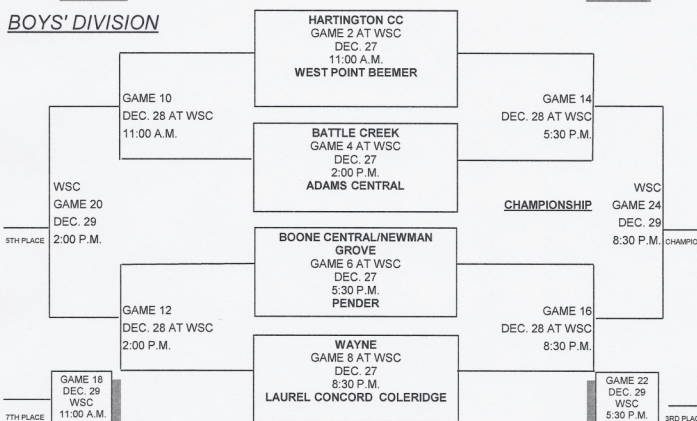 BOYS' DIVISION
HARTINGTON CC
GAME 2 AT WSC
DEC. 27
11:00 A.M.
WEST POINT BEEMER
GAME 10
DEC. 28 AT WSC
11:00 A.M.
GAME 14
DEC. 28 AT WSC
5:30 P.M.
BATTLE CREEK
GAME 4 AT WSC
DEC. 27
2:00 P.M.
ADAMS CENTRAL
WSC
GAME 20
DEC. 29
2:00 P.M.
5TH PLACE
CHAMPIONSHIP
WSC
GAME 24
DEC. 29
8:30 P.M.
CHAMPIO
BOONE CENTRAL/NEWMAN
GROVE
GAME 6 AT WSC
DEC. 27
5:30 P.M.
PENDER
GAME 12
DEC. 28 AT WSC
2:00 P.M.
GAME 16
DEC. 28 AT WSC
8:30 P.M.
WAYNE
GAME 8 AT WSC
DEC. 27
8:30 P.M.
LAUREL CONCORD COLERIDGE
GAME 18
DEC. 29
WSC
11:00 A.M.
7TH PLACE
GAME 22
DEC. 29
WSC
5:30 P.M.
3RD PLAC